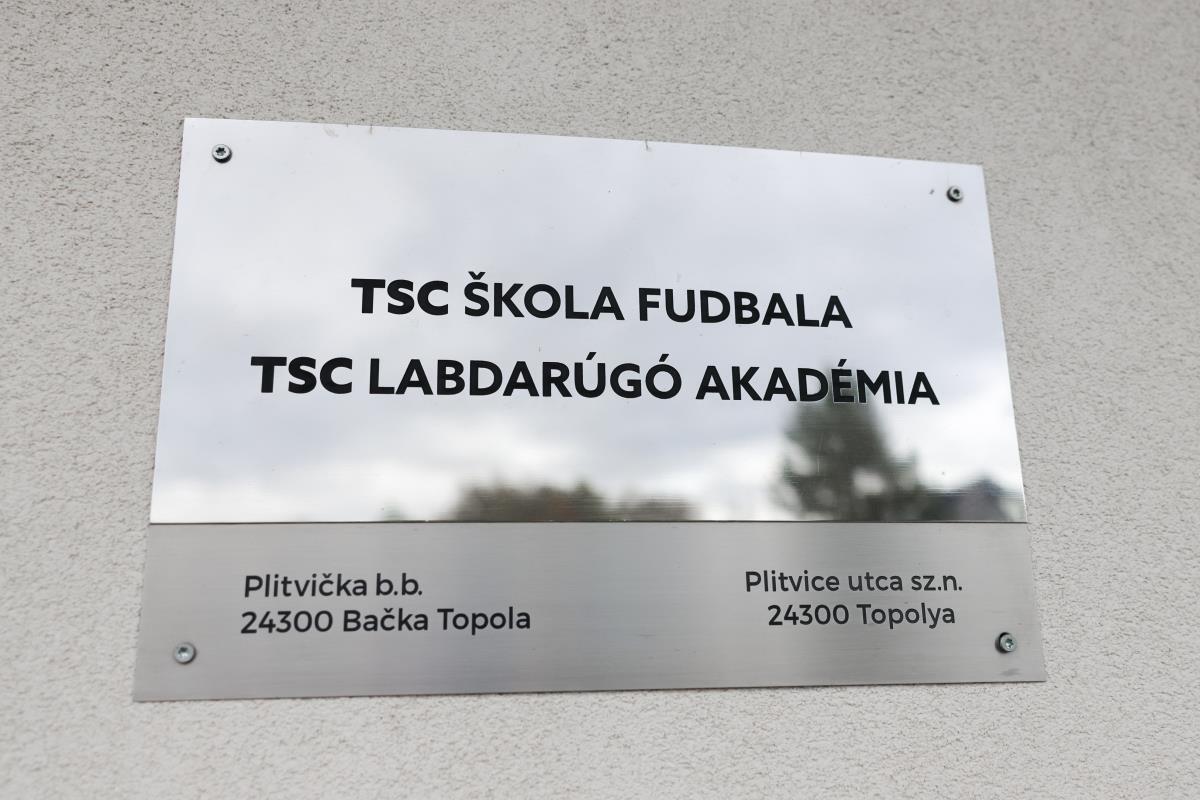 TSC ŠKOLA FUDBALA
TSC LABDARÚGÓ AKADÉMIA
Plitvička b.b.
24300 Bačka Topola
Plitvice utca sz.n.
24300 Topolya